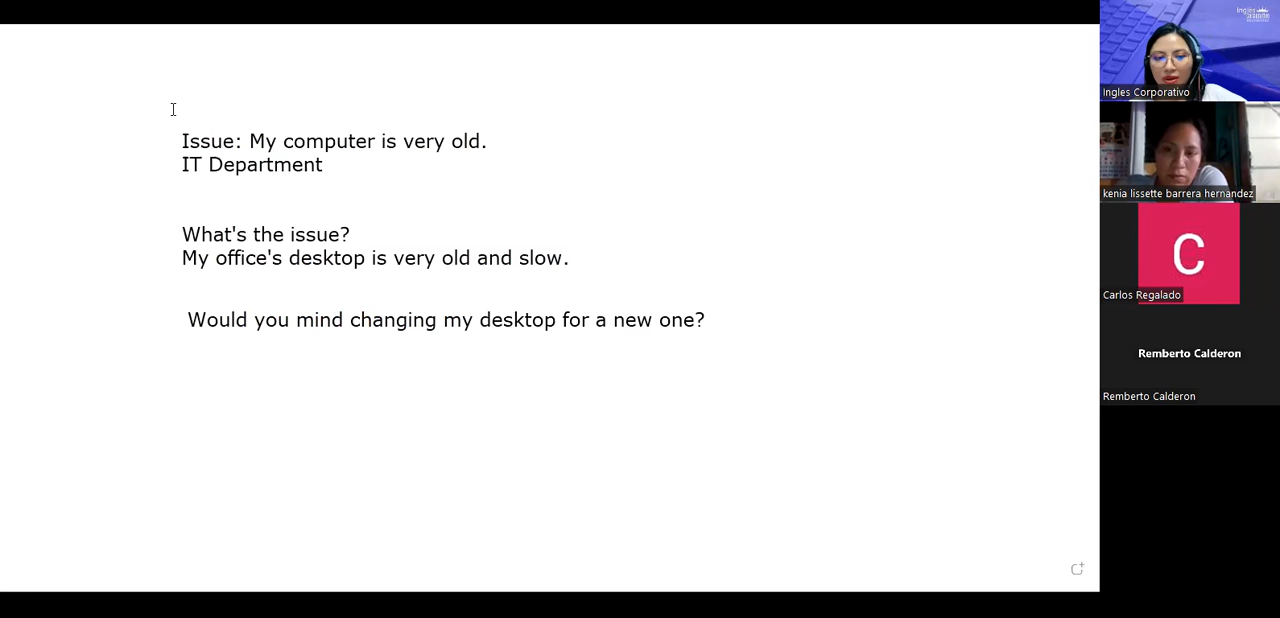 Issue: My computer is very old.
IT Department
What's the issue?
My office's desktop is very old and slow.
Would you mind changing my desktop for a new one?
Ingles
Ingles Corporativo
kenia lissette barrera hernandez
C
Carlos Regalado
Remberto Calderon
Remberto Calderon